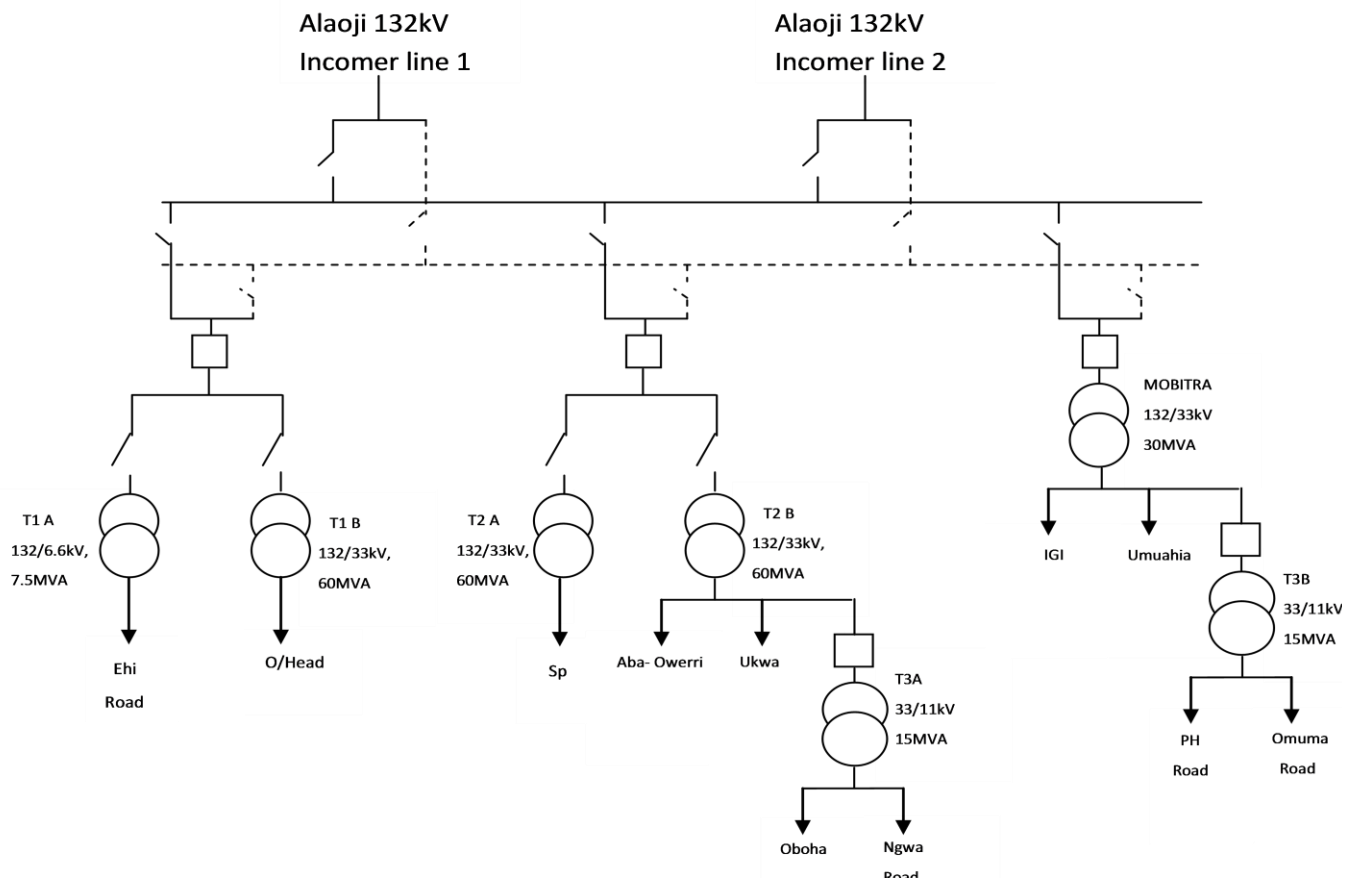 Alaoji 132kV
Incomer line 1
Alaoji 132kV
Incomer line 2
T1 A
132/6.6kV,
7.5MVA
T1 B
132/33kV,
60MVA
T2 A
132/33kV,
60MVA
T2 B
132/33kV,
60MVA
MOBITRA
132/33kV
30MVA
Ehi
Road
O/Head
Sp
Aba- Owerri
Ukwa
T3A
33/11kV
15MVA
Oboha
Ngwa
Road
IGI
Umuahia
T3B
33/11kV
15MVA
PH
Road
Omuma
Road